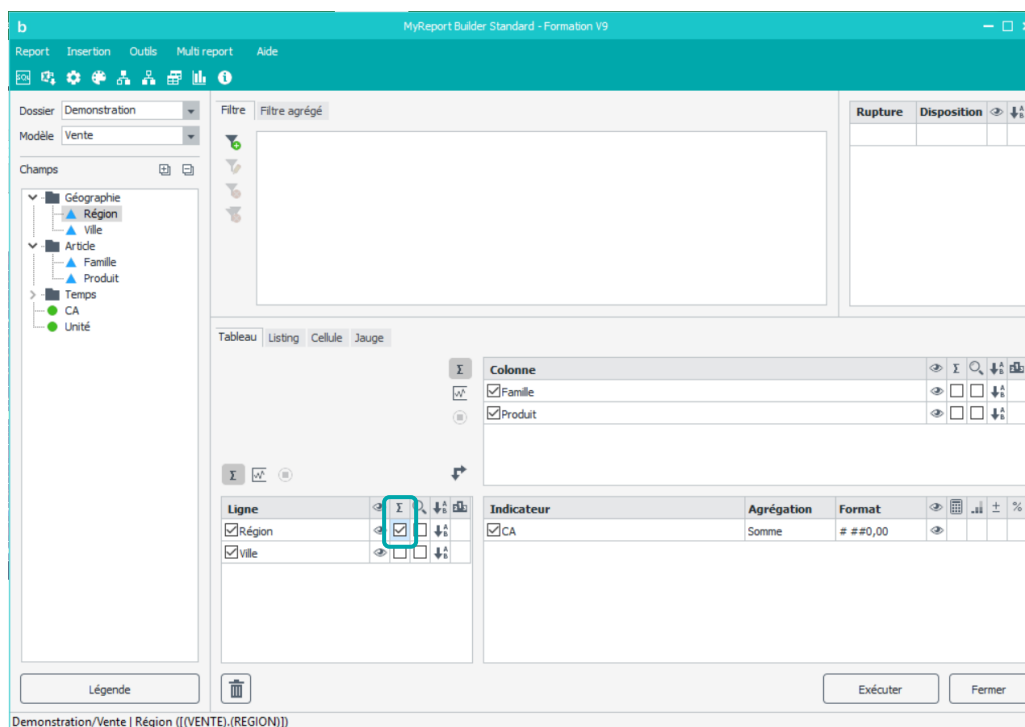 b MyReport Builder Standard - Formation V9
Report Insertion Outils Multi report Aide
Dossier Demonstration
Modèle Vente
Champs
Géographie
Région
Ville
Article
Famille
Produit
Temps
CA
Unité
Légende
Filtre Filtre agrégé
Rupture Disposition
Tableau Listing Cellule Jauge
Σ
Colonne Σ
Famille
Produit
Σ
Ligne Σ
Région
Ville
Indicateur Agrégation Format ± %
CA Somme # ##0,00
Exécuter Fermer
Demonstration/Vente | Région ([(VENTE).(REGION)])